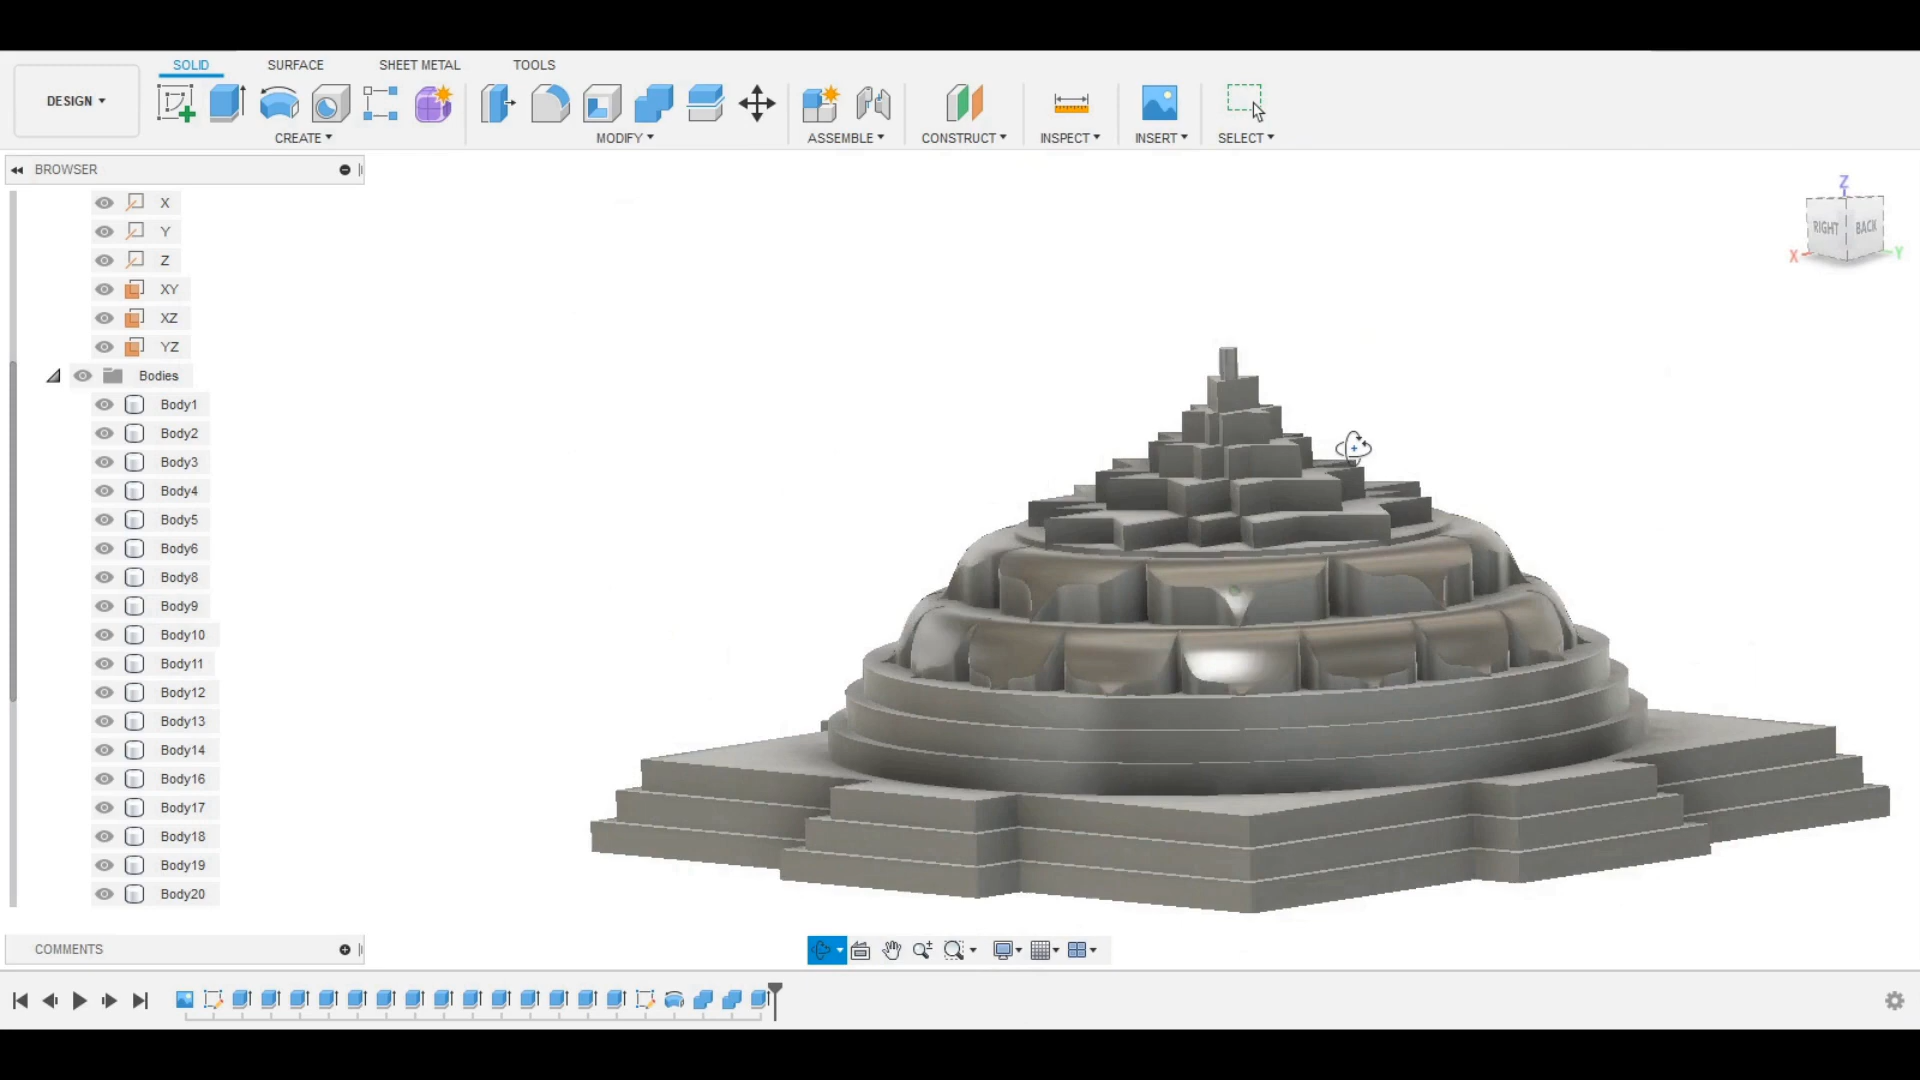 SOLID SURFACE SHEET METAL TOOLS
DESIGN
CREATE MODIFY ASSEMBLE CONSTRUCT INSPECT INSERT SELECT
BROWSER
X
Y
Z
XY
XZ
YZ
Bodies
Body1
Body2
Body3
Body4
Body5
Body6
Body8
Body9
Body10
Body11
Body12
Body13
Body14
Body16
Body17
Body18
Body19
Body20
COMMENTS
Z
RIGHT BACK
X Y